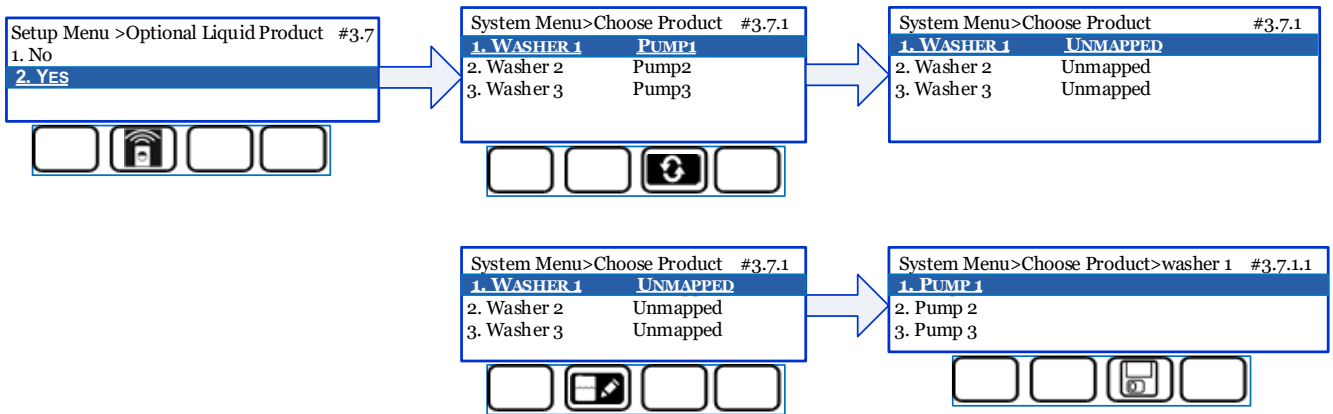 Setup Menu >Optional Liquid Product #3.7
1. No
2. YES
System Menu>Choose Product #3.7.1
1. WASHER 1 PUMP1
2. Washer 2 Pump2
3. Washer 3 Pump3
System Menu>Choose Product #3.7.1
1. WASHER 1 UNMAPPED
2. Washer 2 Unmapped
3. Washer 3 Unmapped
System Menu>Choose Product #3.7.1
1. WASHER 1 UNMAPPED
2. Washer 2 Unmapped
3. Washer 3 Unmapped
System Menu>Choose Product>washer 1 #3.7.1.1
1. PUMP 1
2. Pump 2
3. Pump 3